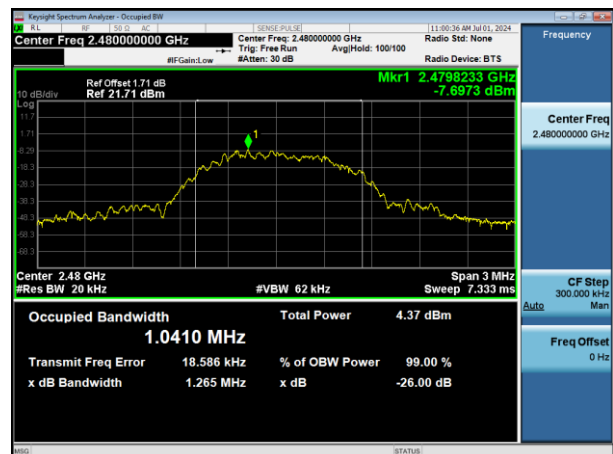 Keysight Spectrum Analyzer - Occupied BW
RL RF 50 Ω AC SENSE:PULSE 11:00:36 AM Jul 01, 2024
Center Freq 2.480000000 GHz
Center Freq: 2.480000000 GHz
Radio Std: None
Trig: Free Run Avg|Hold: 100/100
#IFGain:Low #Atten: 30 dB Radio Device: BTS
Frequency
Ref Offset 1.71 dB
Mkr1 2.4798233 GHz
10 dB/div Ref 21.71 dBm -7.6973 dBm
Log
11.7
1.71
-8.29
-18.3
-28.3
-38.3
-48.3
-58.3
-68.3
1
Center 2.48 GHz Span 3 MHz
#Res BW 20 kHz #VBW 62 kHz Sweep 7.333 ms
Occupied Bandwidth Total Power 4.37 dBm
1.0410 MHz
Transmit Freq Error 18.586 kHz % of OBW Power 99.00 %
x dB Bandwidth 1.265 MHz x dB -26.00 dB
Center Freq
2.480000000 GHz
CF Step
300.000 kHz
Auto Man
Freq Offset
0 Hz
MSG STATUS